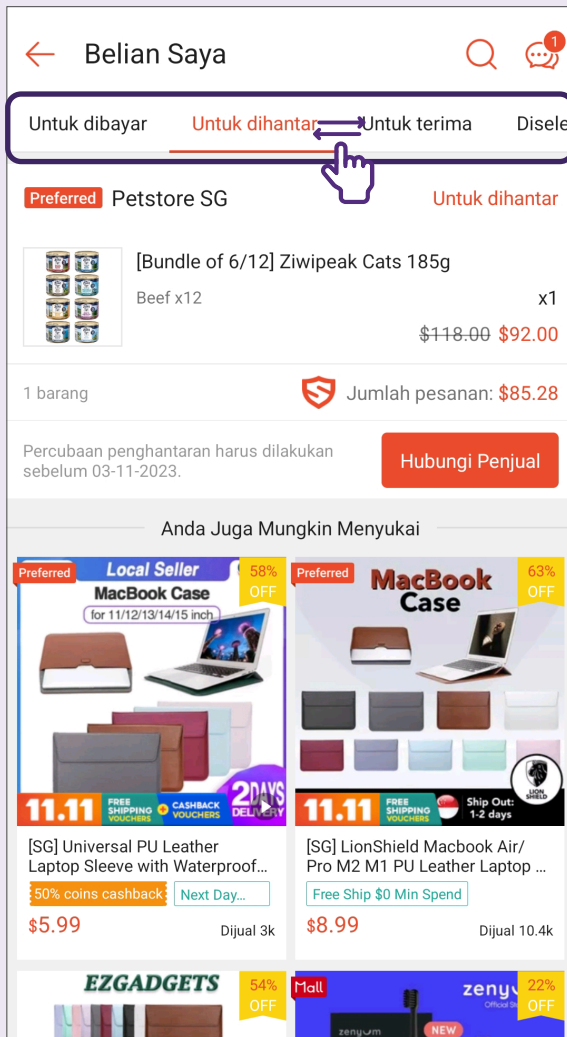 Belian Saya
1
Untuk dibayar
Untuk dihantar
Untuk terima
Disele
Preferred
Petstore SG
Untuk dihantar
[Bundle of 6/12] Ziwipeak Cats 185g
Beef x12
x1
$118.00 $92.00
1 barang
Jumlah pesanan: $85.28
Percubaan penghantaran harus dilakukan
sebelum 03-11-2023.
Hubungi Penjual
Anda Juga Mungkin Menyukai
Preferred
Local Seller
58%
OFF
MacBook Case
for 11/12/13/14/15 inch
11.11
FREE
SHIPPING
VOUCHERS
+
CASHBACK
VOUCHERS
2DAYS
DELIVERY
[SG] Universal PU Leather
Laptop Sleeve with Waterproof...
50% coins cashback
Next Day...
$5.99
Dijual 3k
Preferred
MacBook
Case
63%
OFF
LION
SHIELD
11.11
FREE
SHIPPING
VOUCHERS
Ship Out:
1-2 days
[SG] LionShield Macbook Air/
Pro M2 M1 PU Leather Laptop ...
Free Ship $0 Min Spend
$8.99
Dijual 10.4k
EZGADGETS
54%
OFF
Mall
zenyu
Official St
22%
OFF
zenyum
NEW